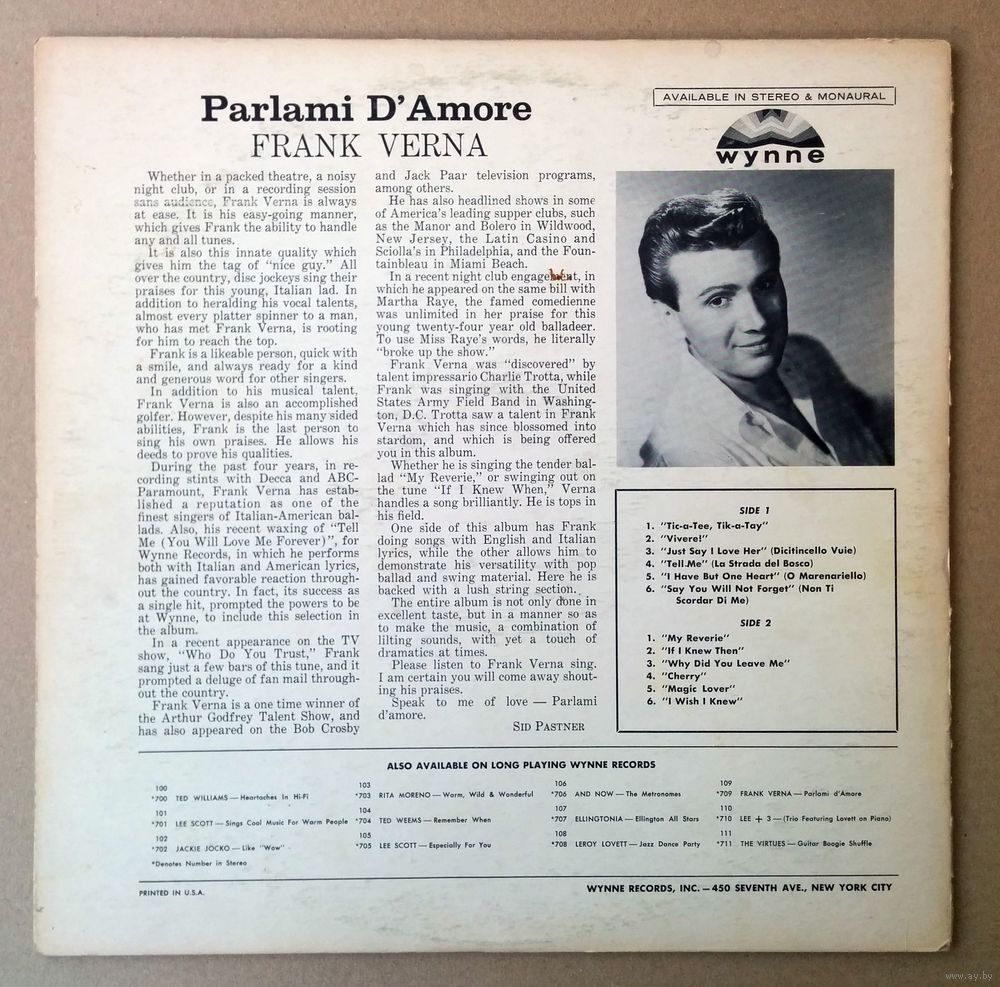 Parlami D'Amore
FRANK VERNA
Whether in a packed theatre, a noisy
night club, or in a recording session
sans audience, Frank Verna is always
at ease. It is his easy-going manner,
which gives Frank the ability to handle
any and all tunes.
It is also this innate quality which
gives him the tag of "nice guy." All
over the country, disc jockeys sing their
praises for this young, Italian lad. In
addition to heralding his vocal talents,
almost every platter spinner to a man,
who has met Frank Verna, is rooting
for him to reach the top.
Frank is a likeable person, quick with
a smile, and always ready for a kind
and generous word for other singers.
In addition to his musical talent,
Frank Verna is also an accomplished
golfer. However, despite his many sided
abilities, Frank is the last person to
sing his own praises. He allows his
deeds to prove his qualities.
During the past four years, in re-
cording stints with Decca and ABC-
Paramount, Frank Verna has estab-
lished a reputation as one of the
finest singers of Italian-American bal-
lads. Also, his recent waxing of "Tell
Me (You Will Love Me Forever)", for
Wynne Records, in which he performs
both with Italian and American lyrics,
has gained favorable reaction through-
out the country. In fact, its success as
a single hit, prompted the powers to be
at Wynne, to include this selection in
the album.
In a recent appearance on the TV
show, "Who Do You Trust," Frank
sang just a few bars of this tune, and it
prompted a deluge of fan mail through-
out the country.
Frank Verna is a one time winner of
the Arthur Godfrey Talent Show, and
has also appeared on the Bob Crosby
and Jack Paar television programs,
among others.
He has also headlined shows in some
of America's leading supper clubs, such
as the Manor and Bolero in Wildwood,
New Jersey, the Latin Casino and
Sciolla's in Philadelphia, and the Foun-
tainbleau in Miami Beach.
In a recent night club engagement, in
which he appeared on the same bill with
Martha Raye, the famed comedienne
was unlimited in her praise for this
young twenty-four year old balladeer.
To use Miss Raye's words, he literally
"broke up the show."
Frank Verna was "discovered" by
talent impressario Charlie Trotta, while
Frank was singing with the United
States Army Field Band in Washing-
ton, D.C. Trotta saw a talent in Frank
Verna which has since blossomed into
stardom, and which is being offered
you in this album.
Whether he is singing the tender bal-
lad "My Reverie," or swinging out on
the tune "If I Knew When," Verna
handles a song brilliantly. He is tops in
his field.
One side of this album has Frank
doing songs with English and Italian
lyrics, while the other allows him to
demonstrate his versatility with pop
ballad and swing material. Here he is
backed with a lush string section.
The entire album is not only done in
excellent taste, but in a manner so as
to make the music, a combination of
lilting sounds, with yet a touch of
dramatics at times.
Please listen to Frank Verna sing.
I am certain you will come away shout-
ing his praises.
Speak to me of love — Parlami
d'amore.
SID PASTNER
AVAILABLE IN STEREO & MONAURAL
wynne
SIDE 1
1. "Tic-a-Tee, Tik-a-Tay"
2. "Vivere!"
3. "Just Say I Love Her" (Dicitincello Vuie)
4. "Tell.Me" (La Strada del Bosco)
5. "I Have But One Heart" (O Marenariello)
6. "Say You Will Not Forget" (Non Ti
Scordar Di Me)
SIDE 2
1. "My Reverie"
2. "If I Knew Then"
3. "Why Did You Leave Me"
4. "Cherry"
5. "Magic Lover"
6. "I Wish I Knew"
ALSO AVAILABLE ON LONG PLAYING WYNNE RECORDS
100
*700 TED WILLIAMS — Heartaches In Hi-Fi
101
*701 LEE SCOTT — Sings Cool Music For Warm People
102
*702 JACKIE JOCKO — Like "Wow"
*Denotes Number in Stereo
103
*703 RITA MORENO — Warm, Wild & Wonderful
104
*704 TED WEEMS — Remember When
105
*705 LEE SCOTT — Especially For You
106
*706 AND NOW — The Metronomes
107
*707 ELLINGTONIA — Ellington All Stars
108
*708 LEROY LOVETT — Jazz Dance Party
109
*709 FRANK VERNA — Parlami d'Amore
110
*710 LEE + 3 — (Trio Featuring Lovett on Piano)
111
*711 THE VIRTUES — Guitar Boogie Shuffle
PRINTED IN U.S.A.
WYNNE RECORDS, INC. — 450 SEVENTH AVE., NEW YORK CITY
www.ay.by